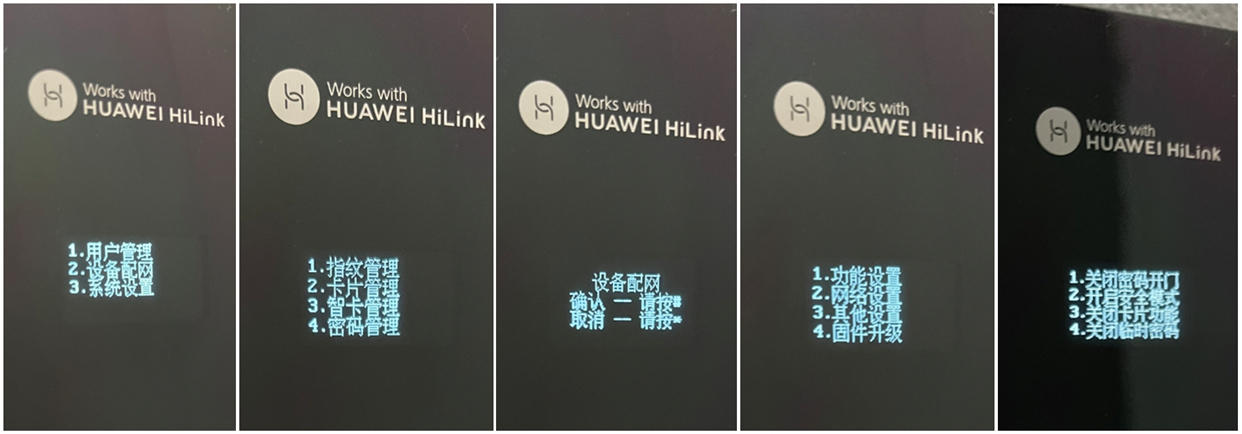 Works with
HUAWEI HiLink
1.用户管理
2.设备配网
3.系统设置
Works with
HUAWEI HiLink
1.指纹管理
2.卡片管理
3.智卡管理
4.密码管理
Works with
HUAWEI HiLink
设备配网
确认 -- 请按#
取消 -- 请按*
Works with
HUAWEI HiLink
1.功能设置
2.网络设置
3.其他设置
4.固件升级
Works with
HUAWEI HiLink
1.关闭密码开门
2.开启安全模式
3.关闭卡片功能
4.关闭临时密码